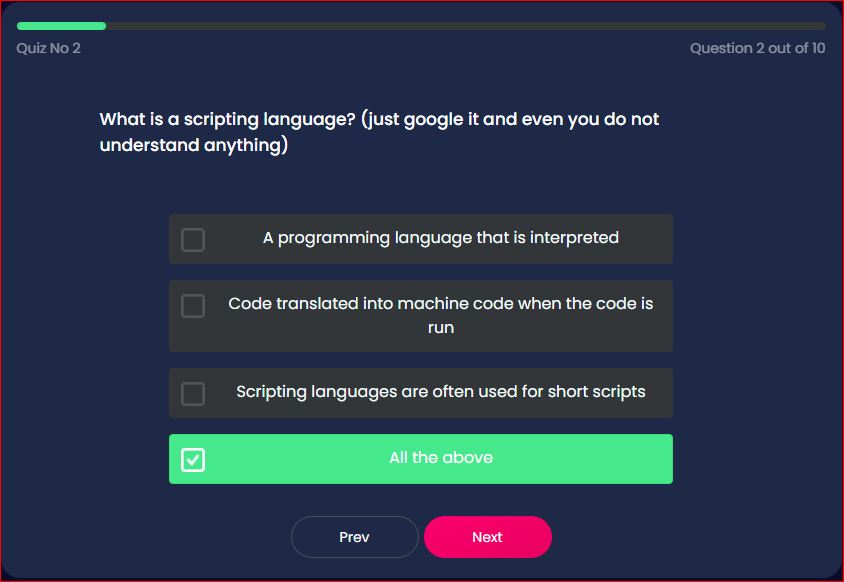 Quiz No 2
Question 2 out of 10
What is a scripting language? (just google it and even you do not
understand anything)
A programming language that is interpreted
Code translated into machine code when the code is
run
Scripting languages are often used for short scripts
All the above
Prev
Next